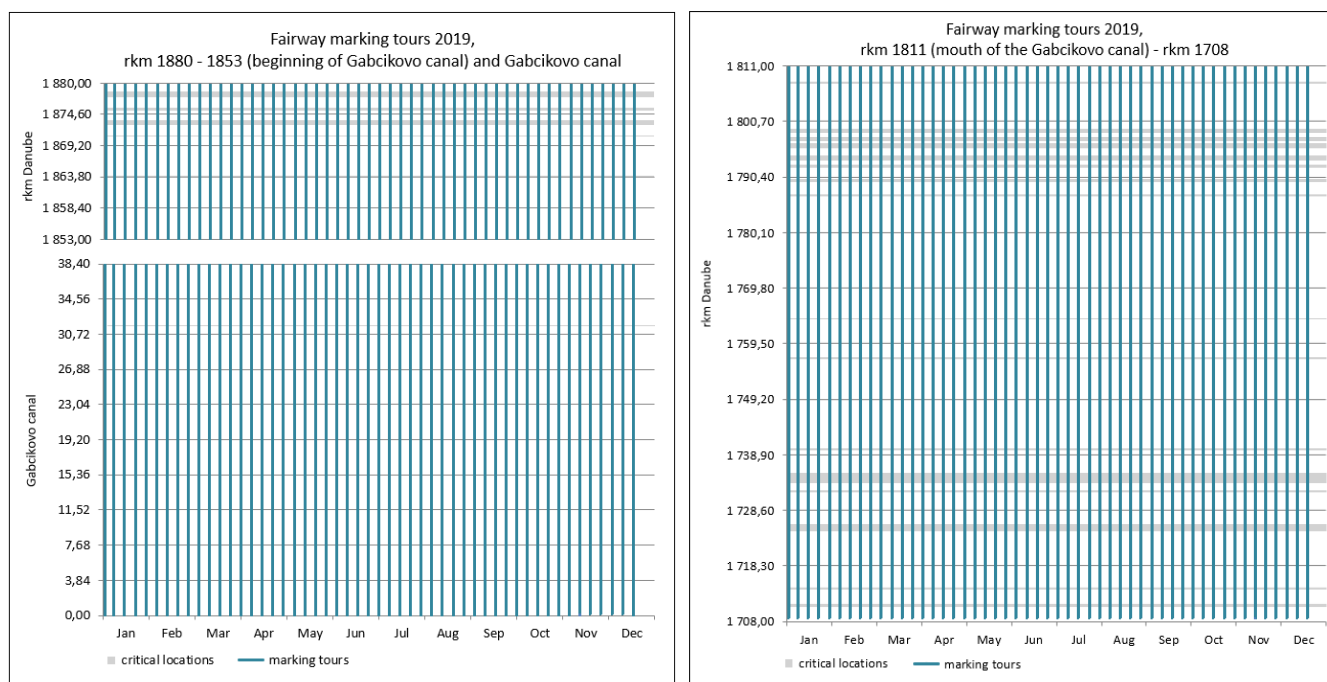 Fairway marking tours 2019,
rkm 1880 - 1853 (beginning of Gabcikovo canal) and Gabcikovo canal
rkm Danube
1 880,00
1 874,60
1 869,20
1 863,80
1 858,40
1 853,00
Gabcikovo canal
38,40
34,56
30,72
26,88
23,04
19,20
15,36
11,52
7,68
3,84
0,00
Jan Feb Mar Apr May Jun Jul Aug Sep Oct Nov Dec
critical locations marking tours
Fairway marking tours 2019,
rkm 1811 (mouth of the Gabcikovo canal) - rkm 1708
rkm Danube
1 811,00
1 800,70
1 790,40
1 780,10
1 769,80
1 759,50
1 749,20
1 738,90
1 728,60
1 718,30
1 708,00
Jan Feb Mar Apr May Jun Jul Aug Sep Oct Nov Dec
critical locations marking tours